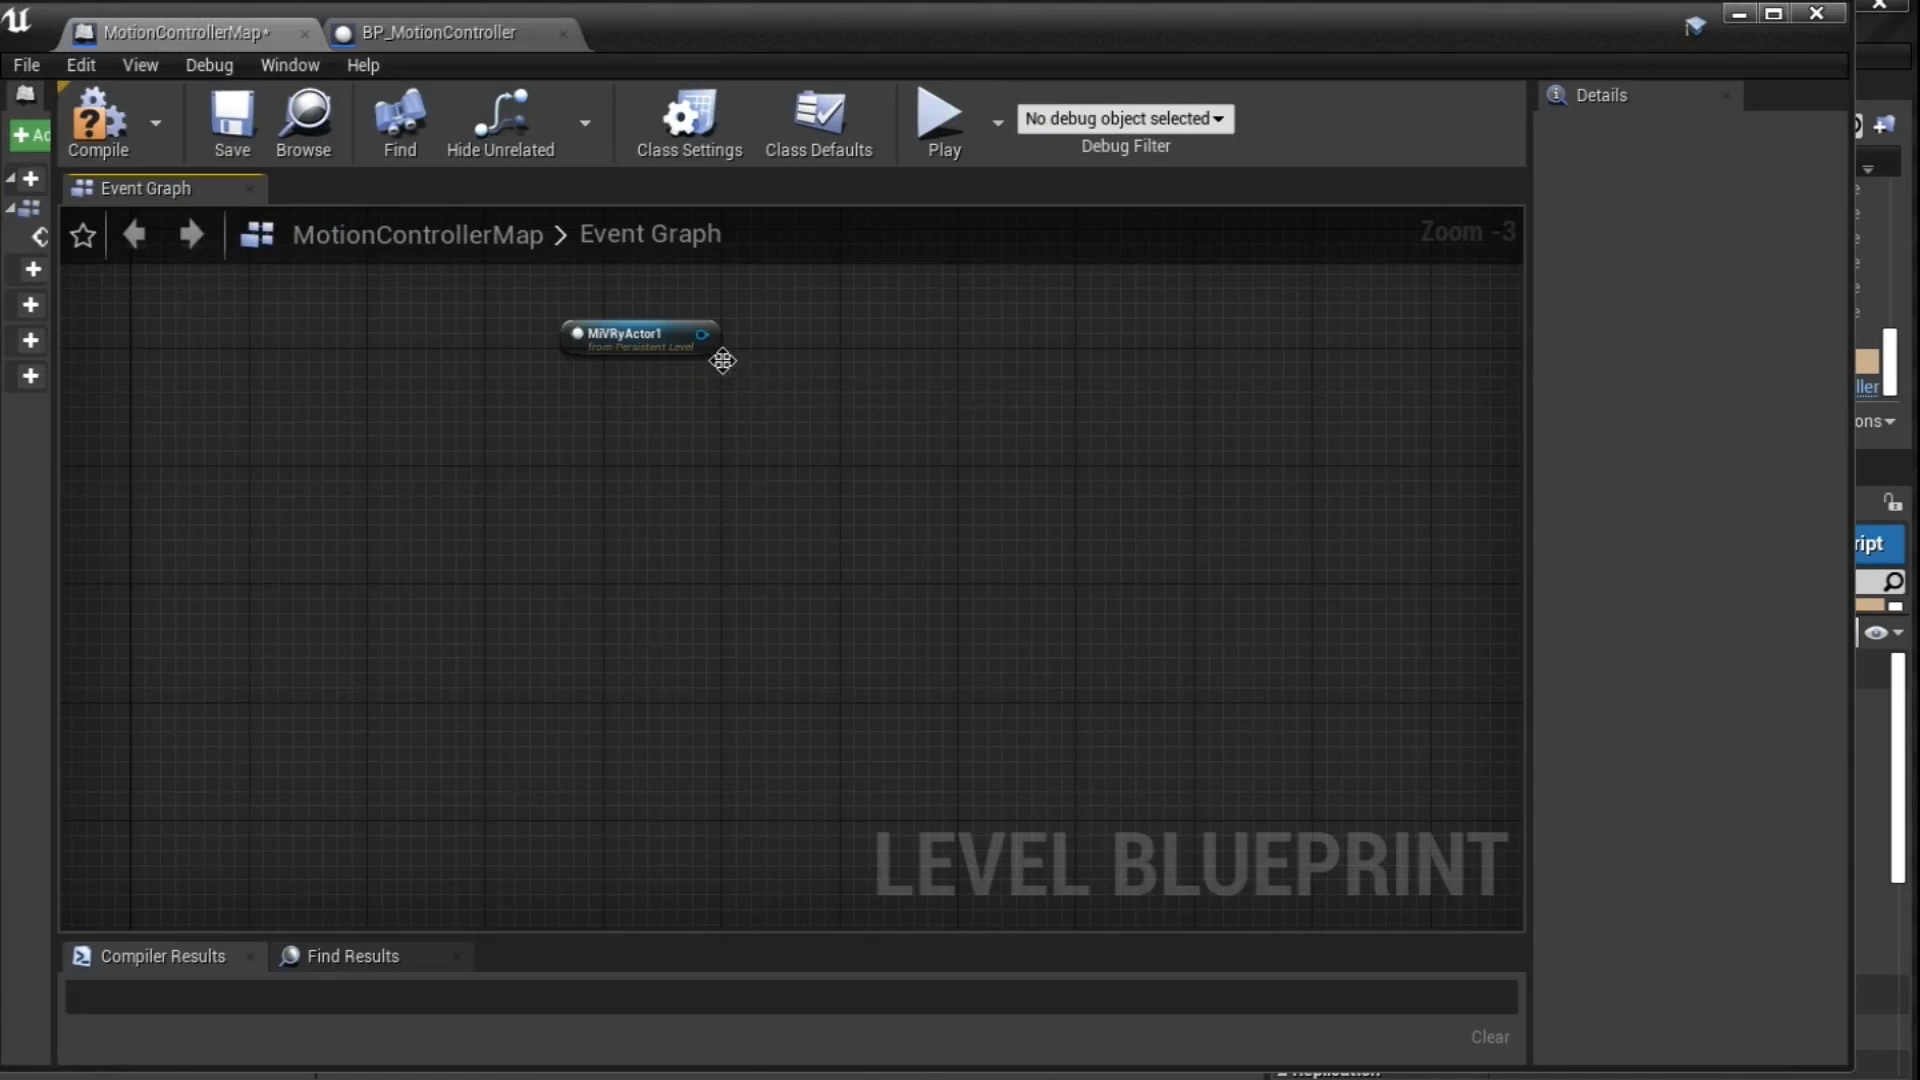 MotionControllerMap*
BP_MotionController
File Edit View Debug Window Help
Ad
Compile
Save
Browse
Find
Hide Unrelated
Class Settings
Class Defaults
Play
No debug object selected
Debug Filter
Details
Event Graph
MotionControllerMap > Event Graph
Zoom -3
MiVRyActor1
from Persistent Level
ller
ons
ript
LEVEL BLUEPRINT
Compiler Results
Find Results
Clear